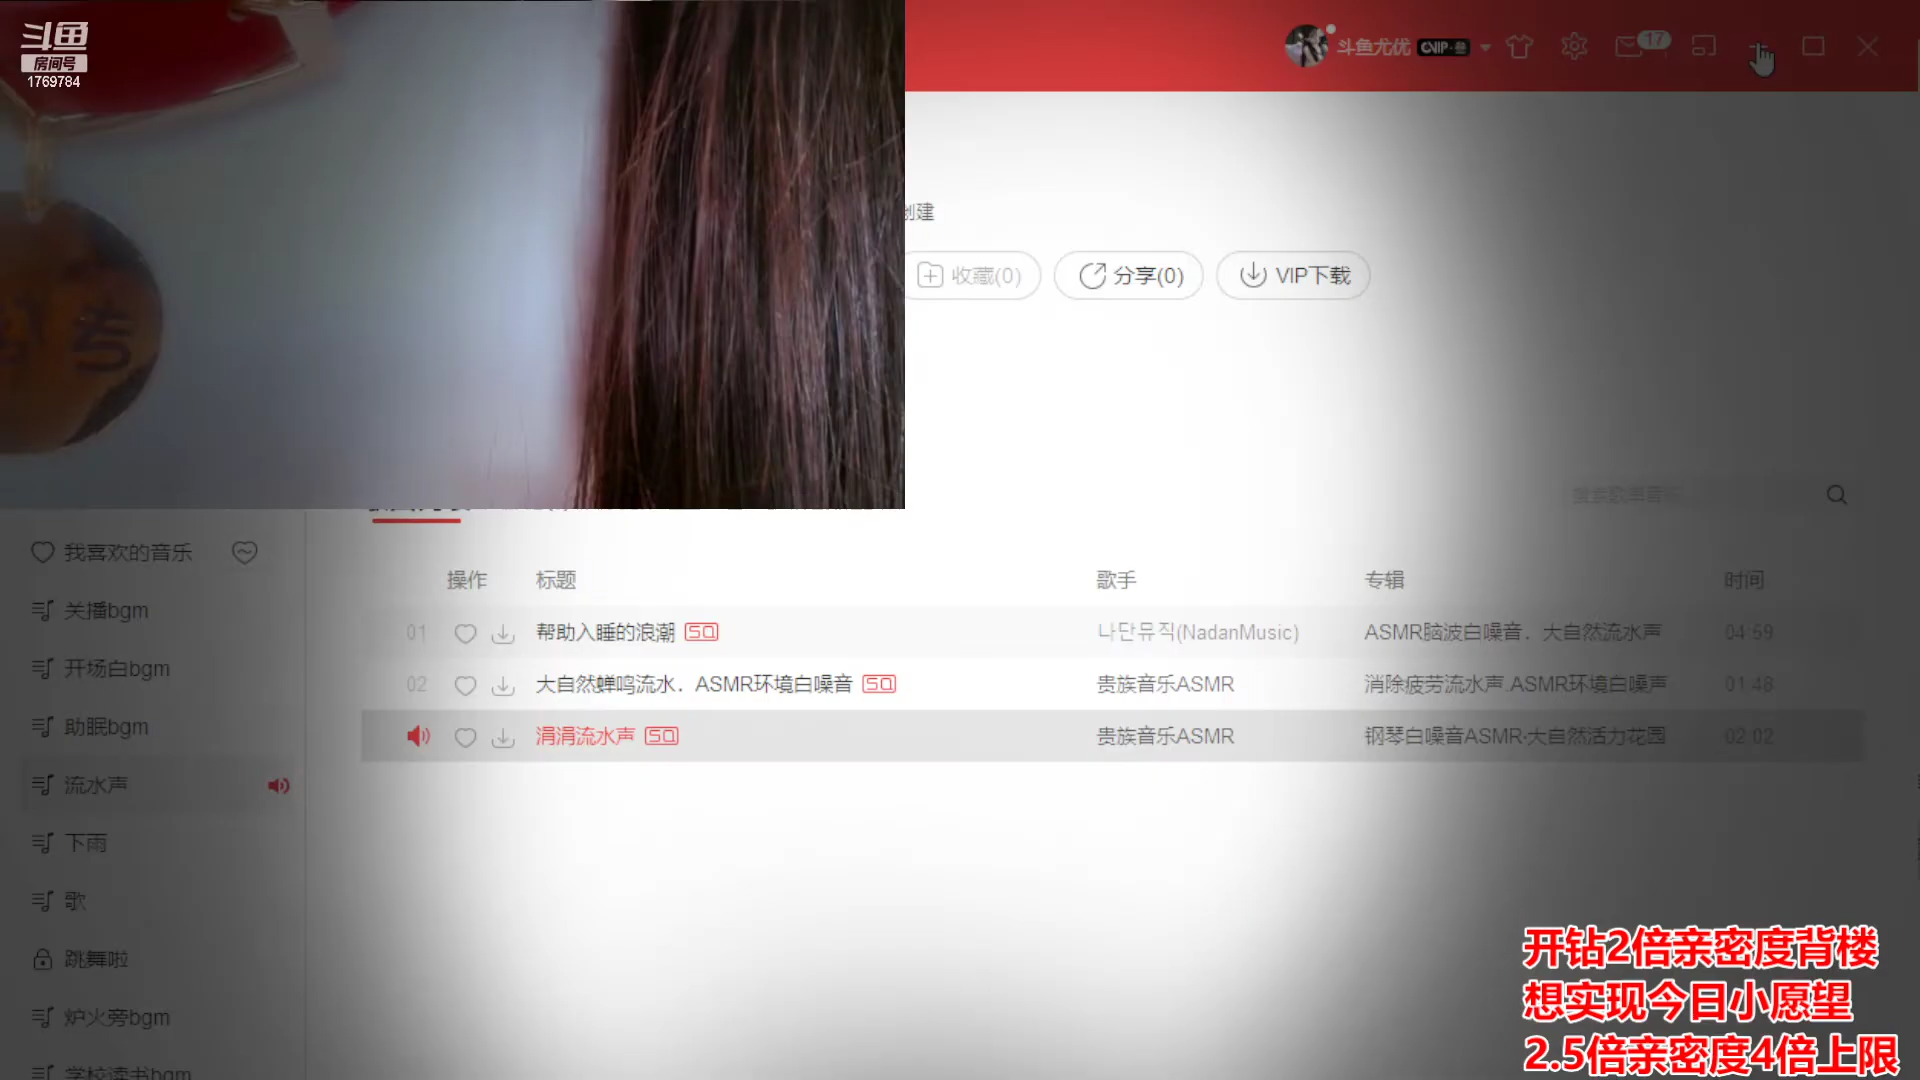 斗鱼
房间号
1769784
斗鱼尤优
17
创建
收藏(0)
分享(0)
VIP下载
我喜欢的音乐
关播bgm
开场白bgm
助眠bgm
流水声
下雨
歌
跳舞啦
炉火旁bgm
学校读书bgm
操作 标题 歌手 专辑 时间
01 帮助入睡的浪潮 SQ 나단뮤직(NadanMusic) ASMR脑波白噪音．大自然流水声 04:59
02 大自然蝉鸣流水．ASMR环境白噪音 SQ 贵族音乐ASMR 消除疲劳流水声.ASMR环境白噪声 01:48
涓涓流水声 SQ 贵族音乐ASMR 钢琴白噪音ASMR·大自然活力花园 02:02
开钻2倍亲密度背楼
想实现今日小愿望
2.5倍亲密度4倍上限